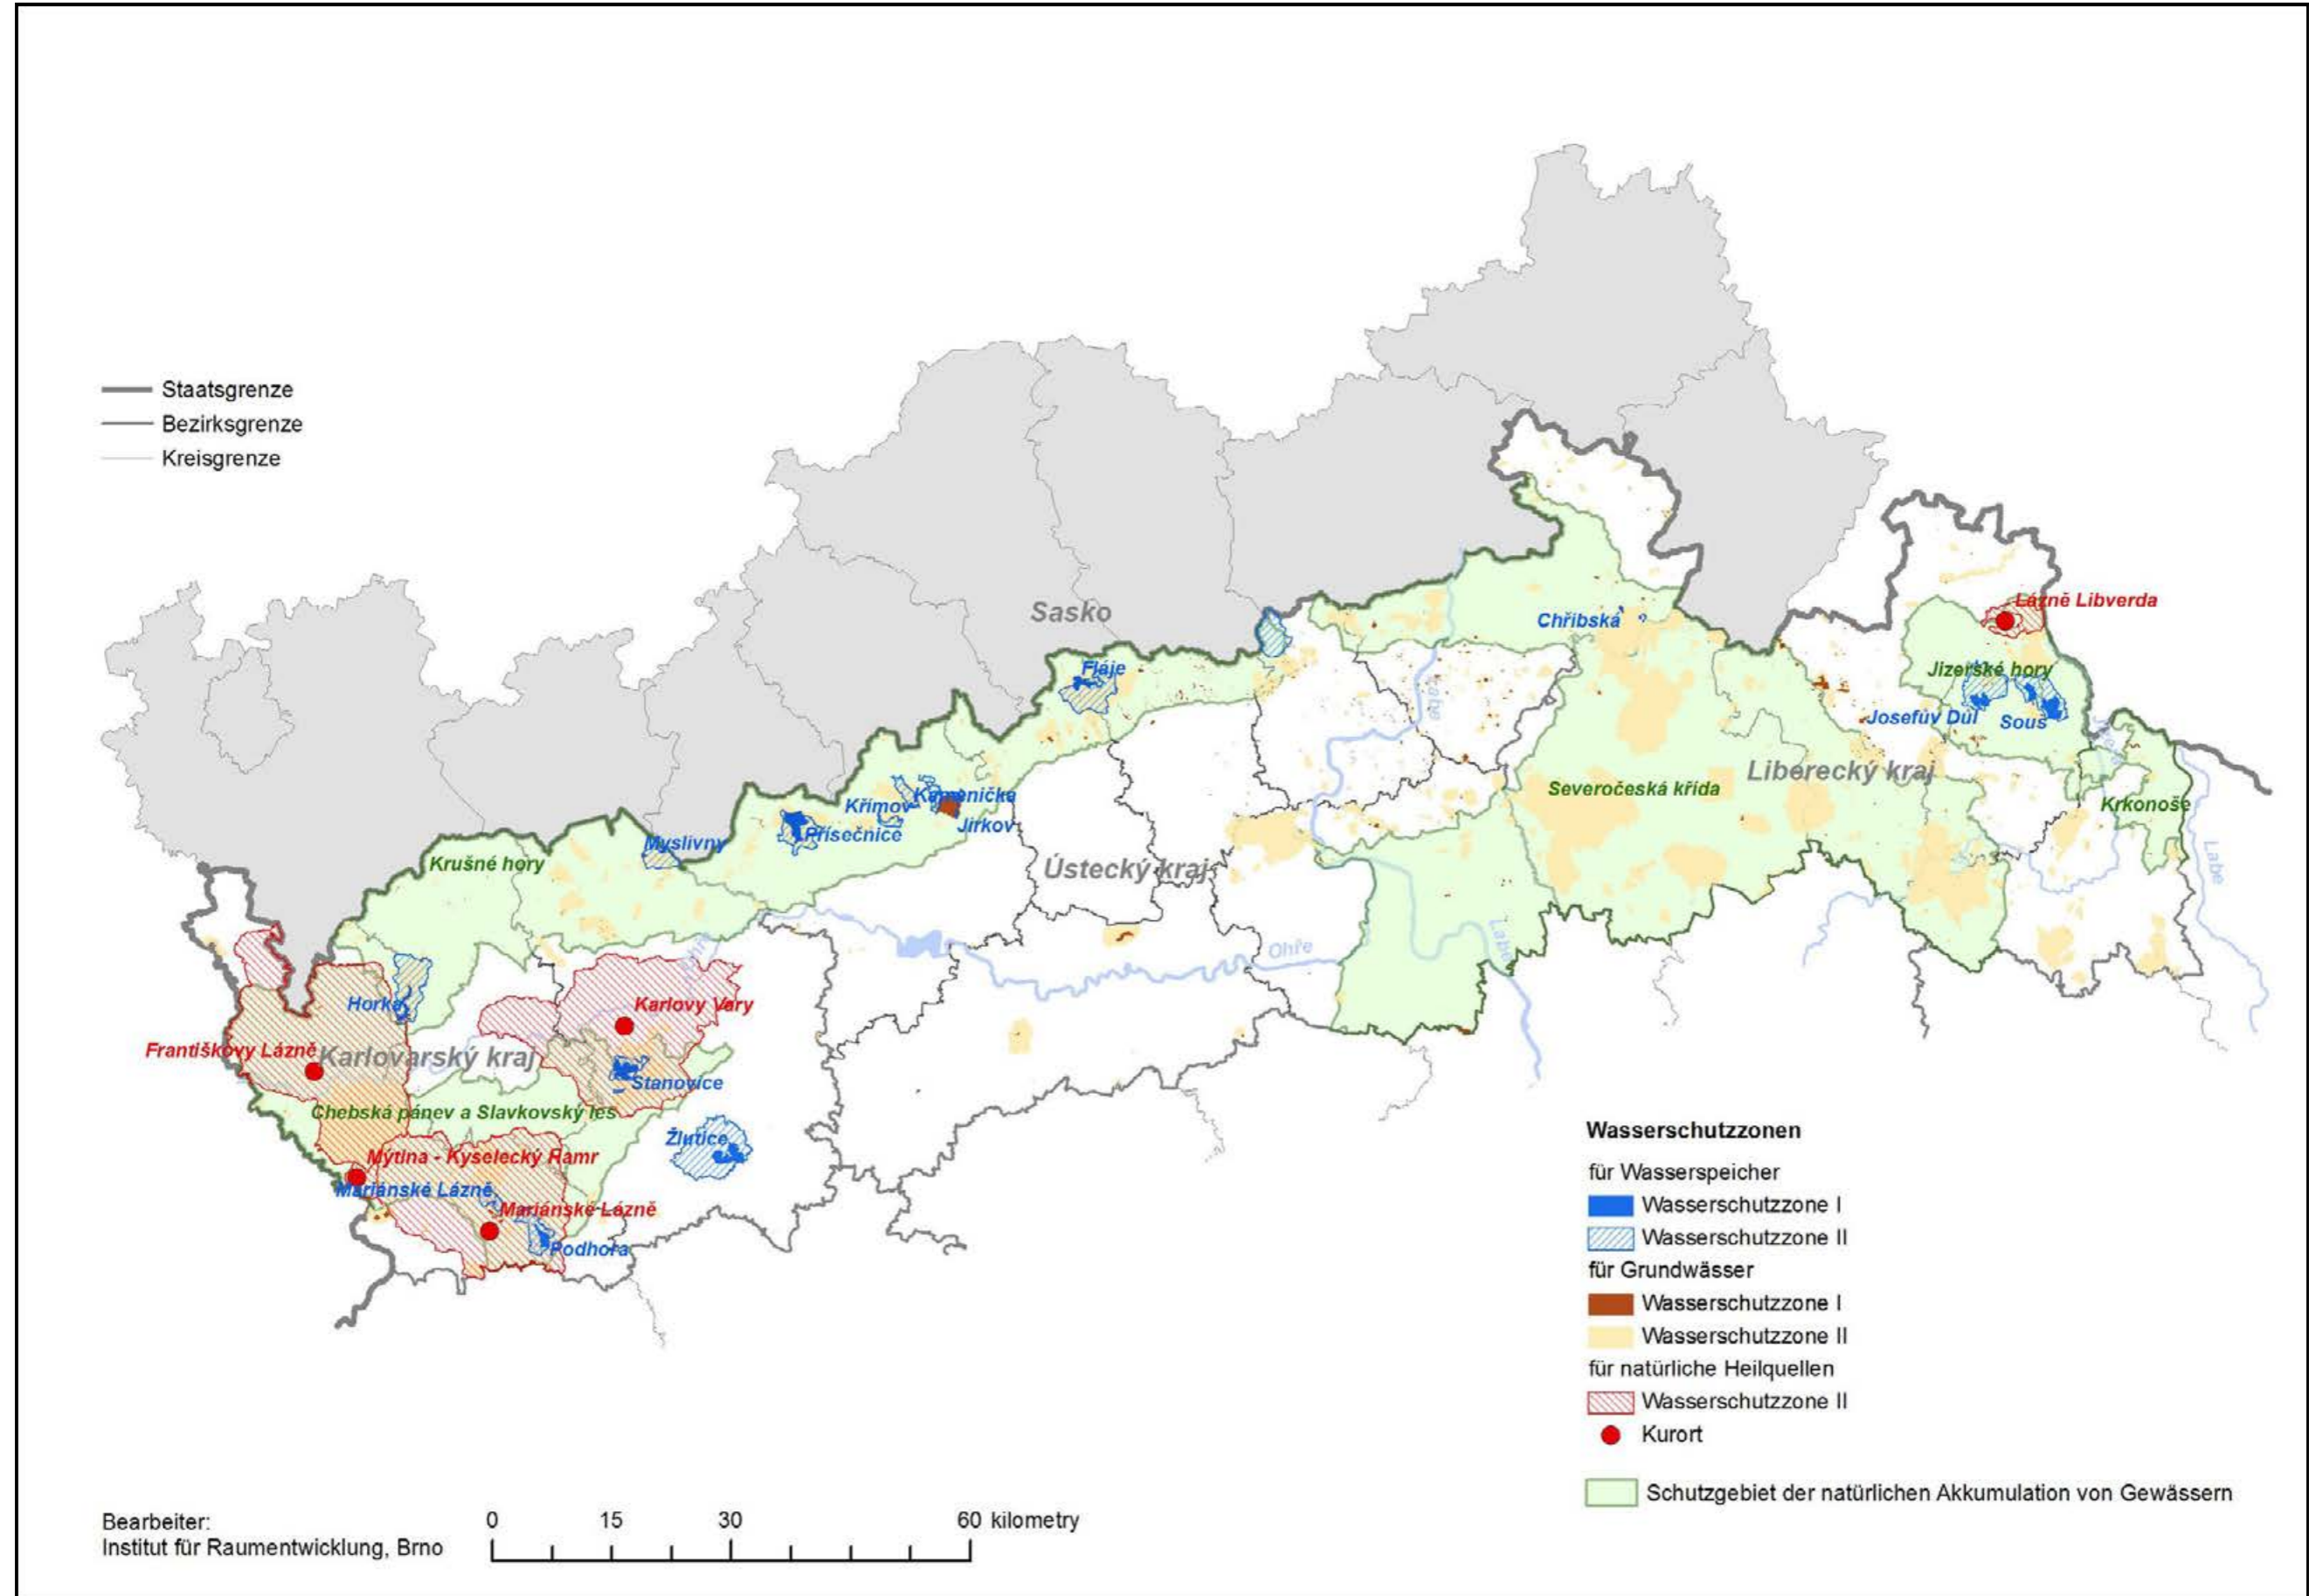 Staatsgrenze
Bezirksgrenze
Kreisgrenze
Sasko
Lázně Libverda
Chřibská
Fláje
Jizerské hory
Josefův Důl
Souš
Severočeská křída
Liberecký kraj
Krkonoše
Labe
Kamenička
Křímov
Jirkov
Přísečnice
Myslivny
Krušné hory
Ústecký kraj
Labe
Labe
Ohře
Ohře
Horka
Karlovy Vary
Františkovy Lázně
Karlovarský kraj
Stanovice
Chebská pánev a Slavkovský les
Žlutice
Mýtina - Kyselecký Hamr
Mariánské Lázně
Mariánské Lázně
Podhora
Wasserschutzzonen
für Wasserspeicher
Wasserschutzzone I
Wasserschutzzone II
für Grundwässer
Wasserschutzzone I
Wasserschutzzone II
für natürliche Heilquellen
Wasserschutzzone II
Kurort
Schutzgebiet der natürlichen Akkumulation von Gewässern
Bearbeiter:
Institut für Raumentwicklung, Brno
0 15 30 60 kilometry